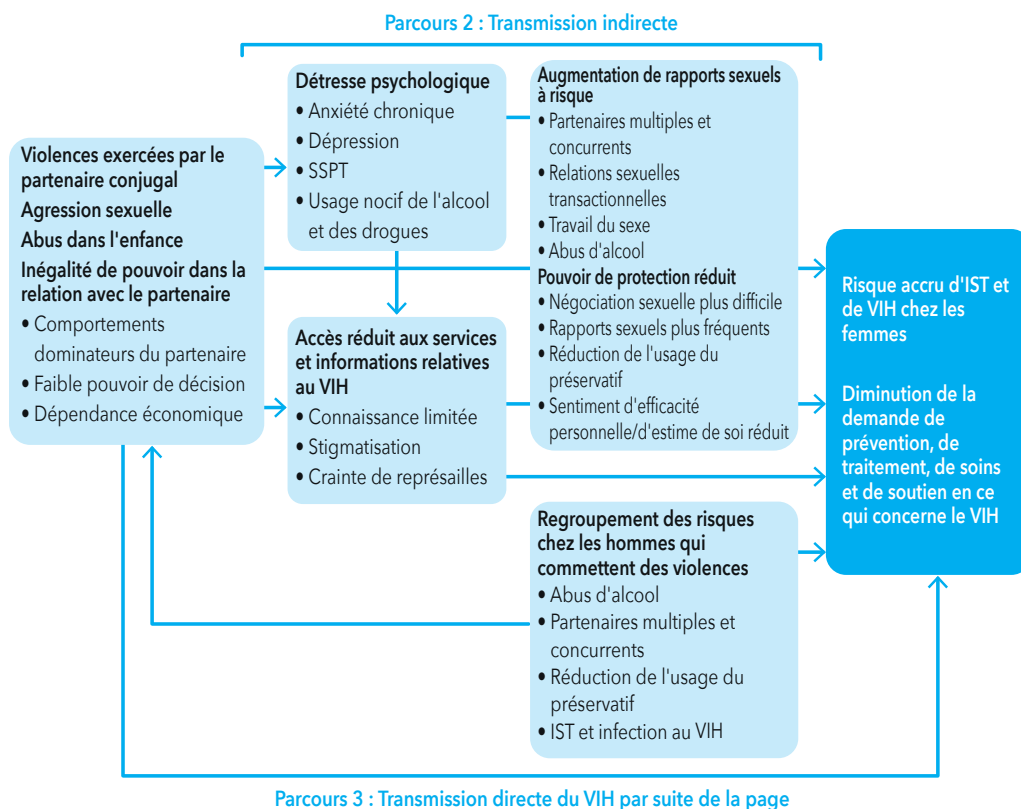 Parcours 2 : Transmission indirecte
Violences exercées par le
partenaire conjugal
Agression sexuelle
Abus dans l'enfance
Inégalité de pouvoir dans la
relation avec le partenaire
• Comportements
dominateurs du partenaire
• Faible pouvoir de décision
• Dépendance économique
Détresse psychologique
• Anxiété chronique
• Dépression
• SSPT
• Usage nocif de l'alcool
et des drogues
Accès réduit aux services
et informations relatives
au VIH
• Connaissance limitée
• Stigmatisation
• Crainte de représailles
Augmentation de rapports sexuels
à risque
• Partenaires multiples et
concurrents
• Relations sexuelles
transactionnelles
• Travail du sexe
• Abus d'alcool
Pouvoir de protection réduit
• Négociation sexuelle plus difficile
• Rapports sexuels plus fréquents
• Réduction de l'usage du
préservatif
• Sentiment d'efficacité
personnelle/d'estime de soi réduit
Regroupement des risques
chez les hommes qui
commettent des violences
• Abus d'alcool
• Partenaires multiples et
concurrents
• Réduction de l'usage du
préservatif
• IST et infection au VIH
Risque accru d'IST et
de VIH chez les
femmes
Diminution de la
demande de
prévention, de
traitement, de soins
et de soutien en ce
qui concerne le VIH
Parcours 3 : Transmission directe du VIH par suite de la page